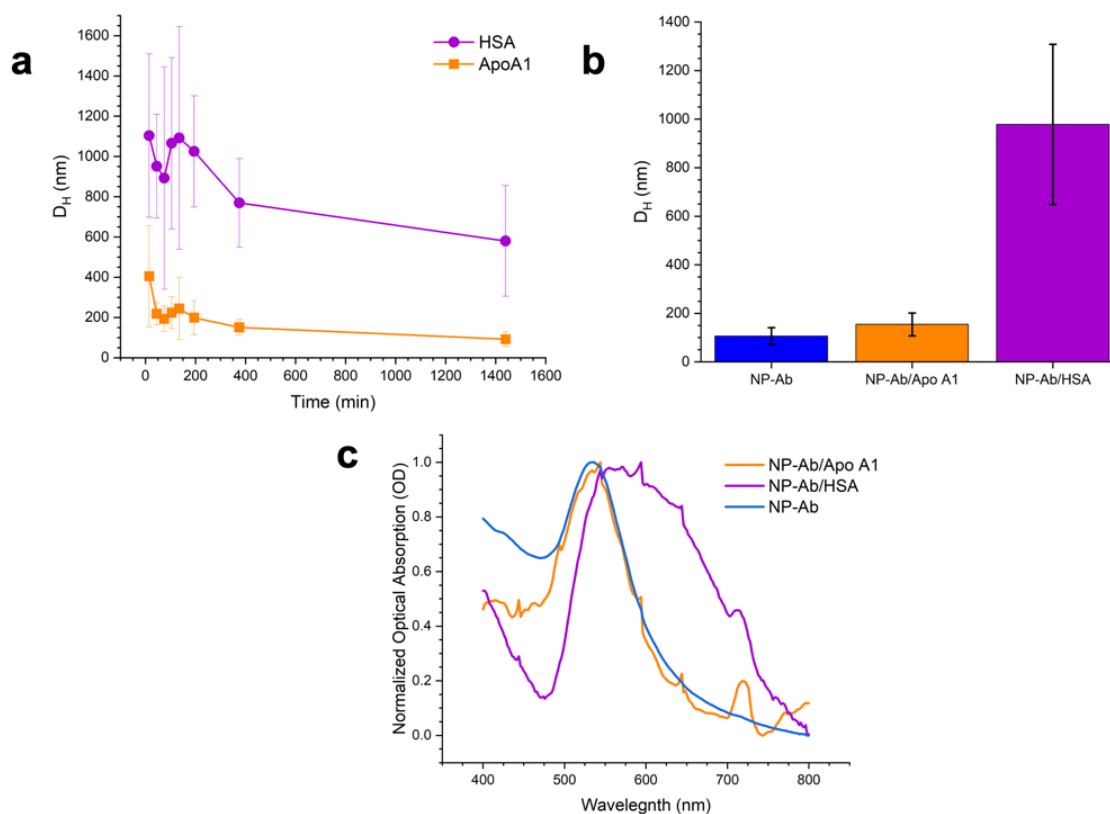 a
1600
1400
1200
1000
800
600
400
200
0
D_H (nm)
0 200 400 600 800 1000 1200 1400 1600
Time (min)
HSA
ApoA1
b
1400
1200
1000
800
600
400
200
0
D_H (nm)
NP-Ab NP-Ab/Apo A1 NP-Ab/HSA
c
1.0
0.8
0.6
0.4
0.2
0.0
Normalized Optical Absorption (OD)
400 500 600 700 800
Wavelegnth (nm)
NP-Ab/Apo A1
NP-Ab/HSA
NP-Ab